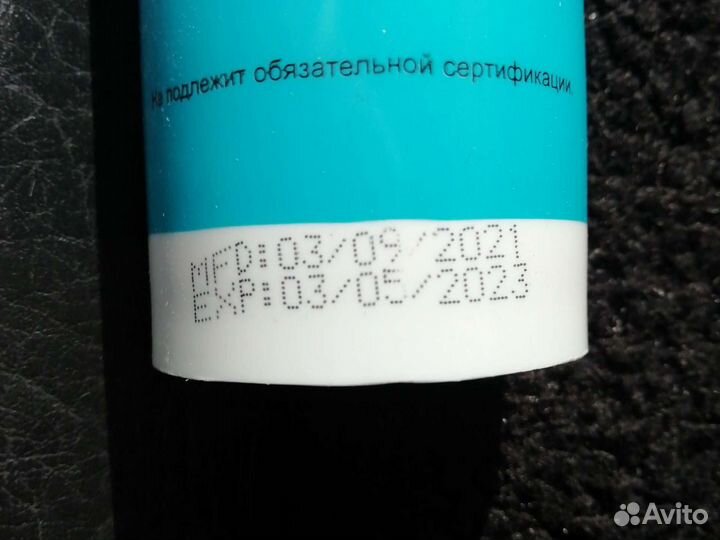 Не подлежит обязательной сертификации.
MFD:03/09/2021
EXP:03/05/2023
Avito